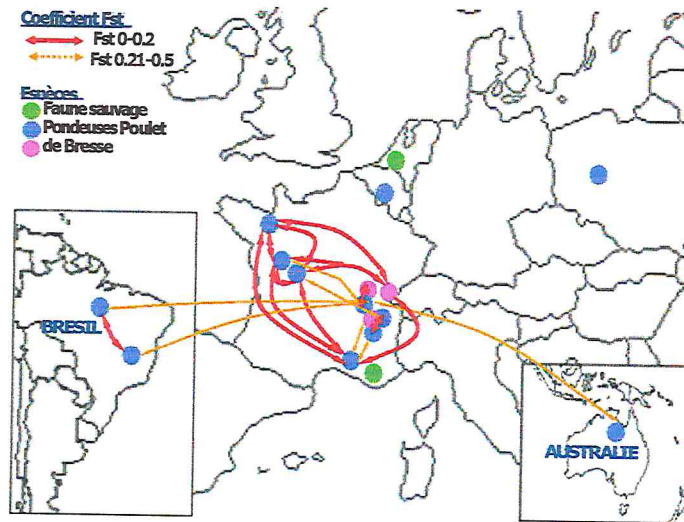 Coefficient Fst
Fst 0-0.2
Fst 0.21-0.5
Espèces
Faune sauvage
Pondeuses Poulet
de Bresse
BRESIL
AUSTRALIE